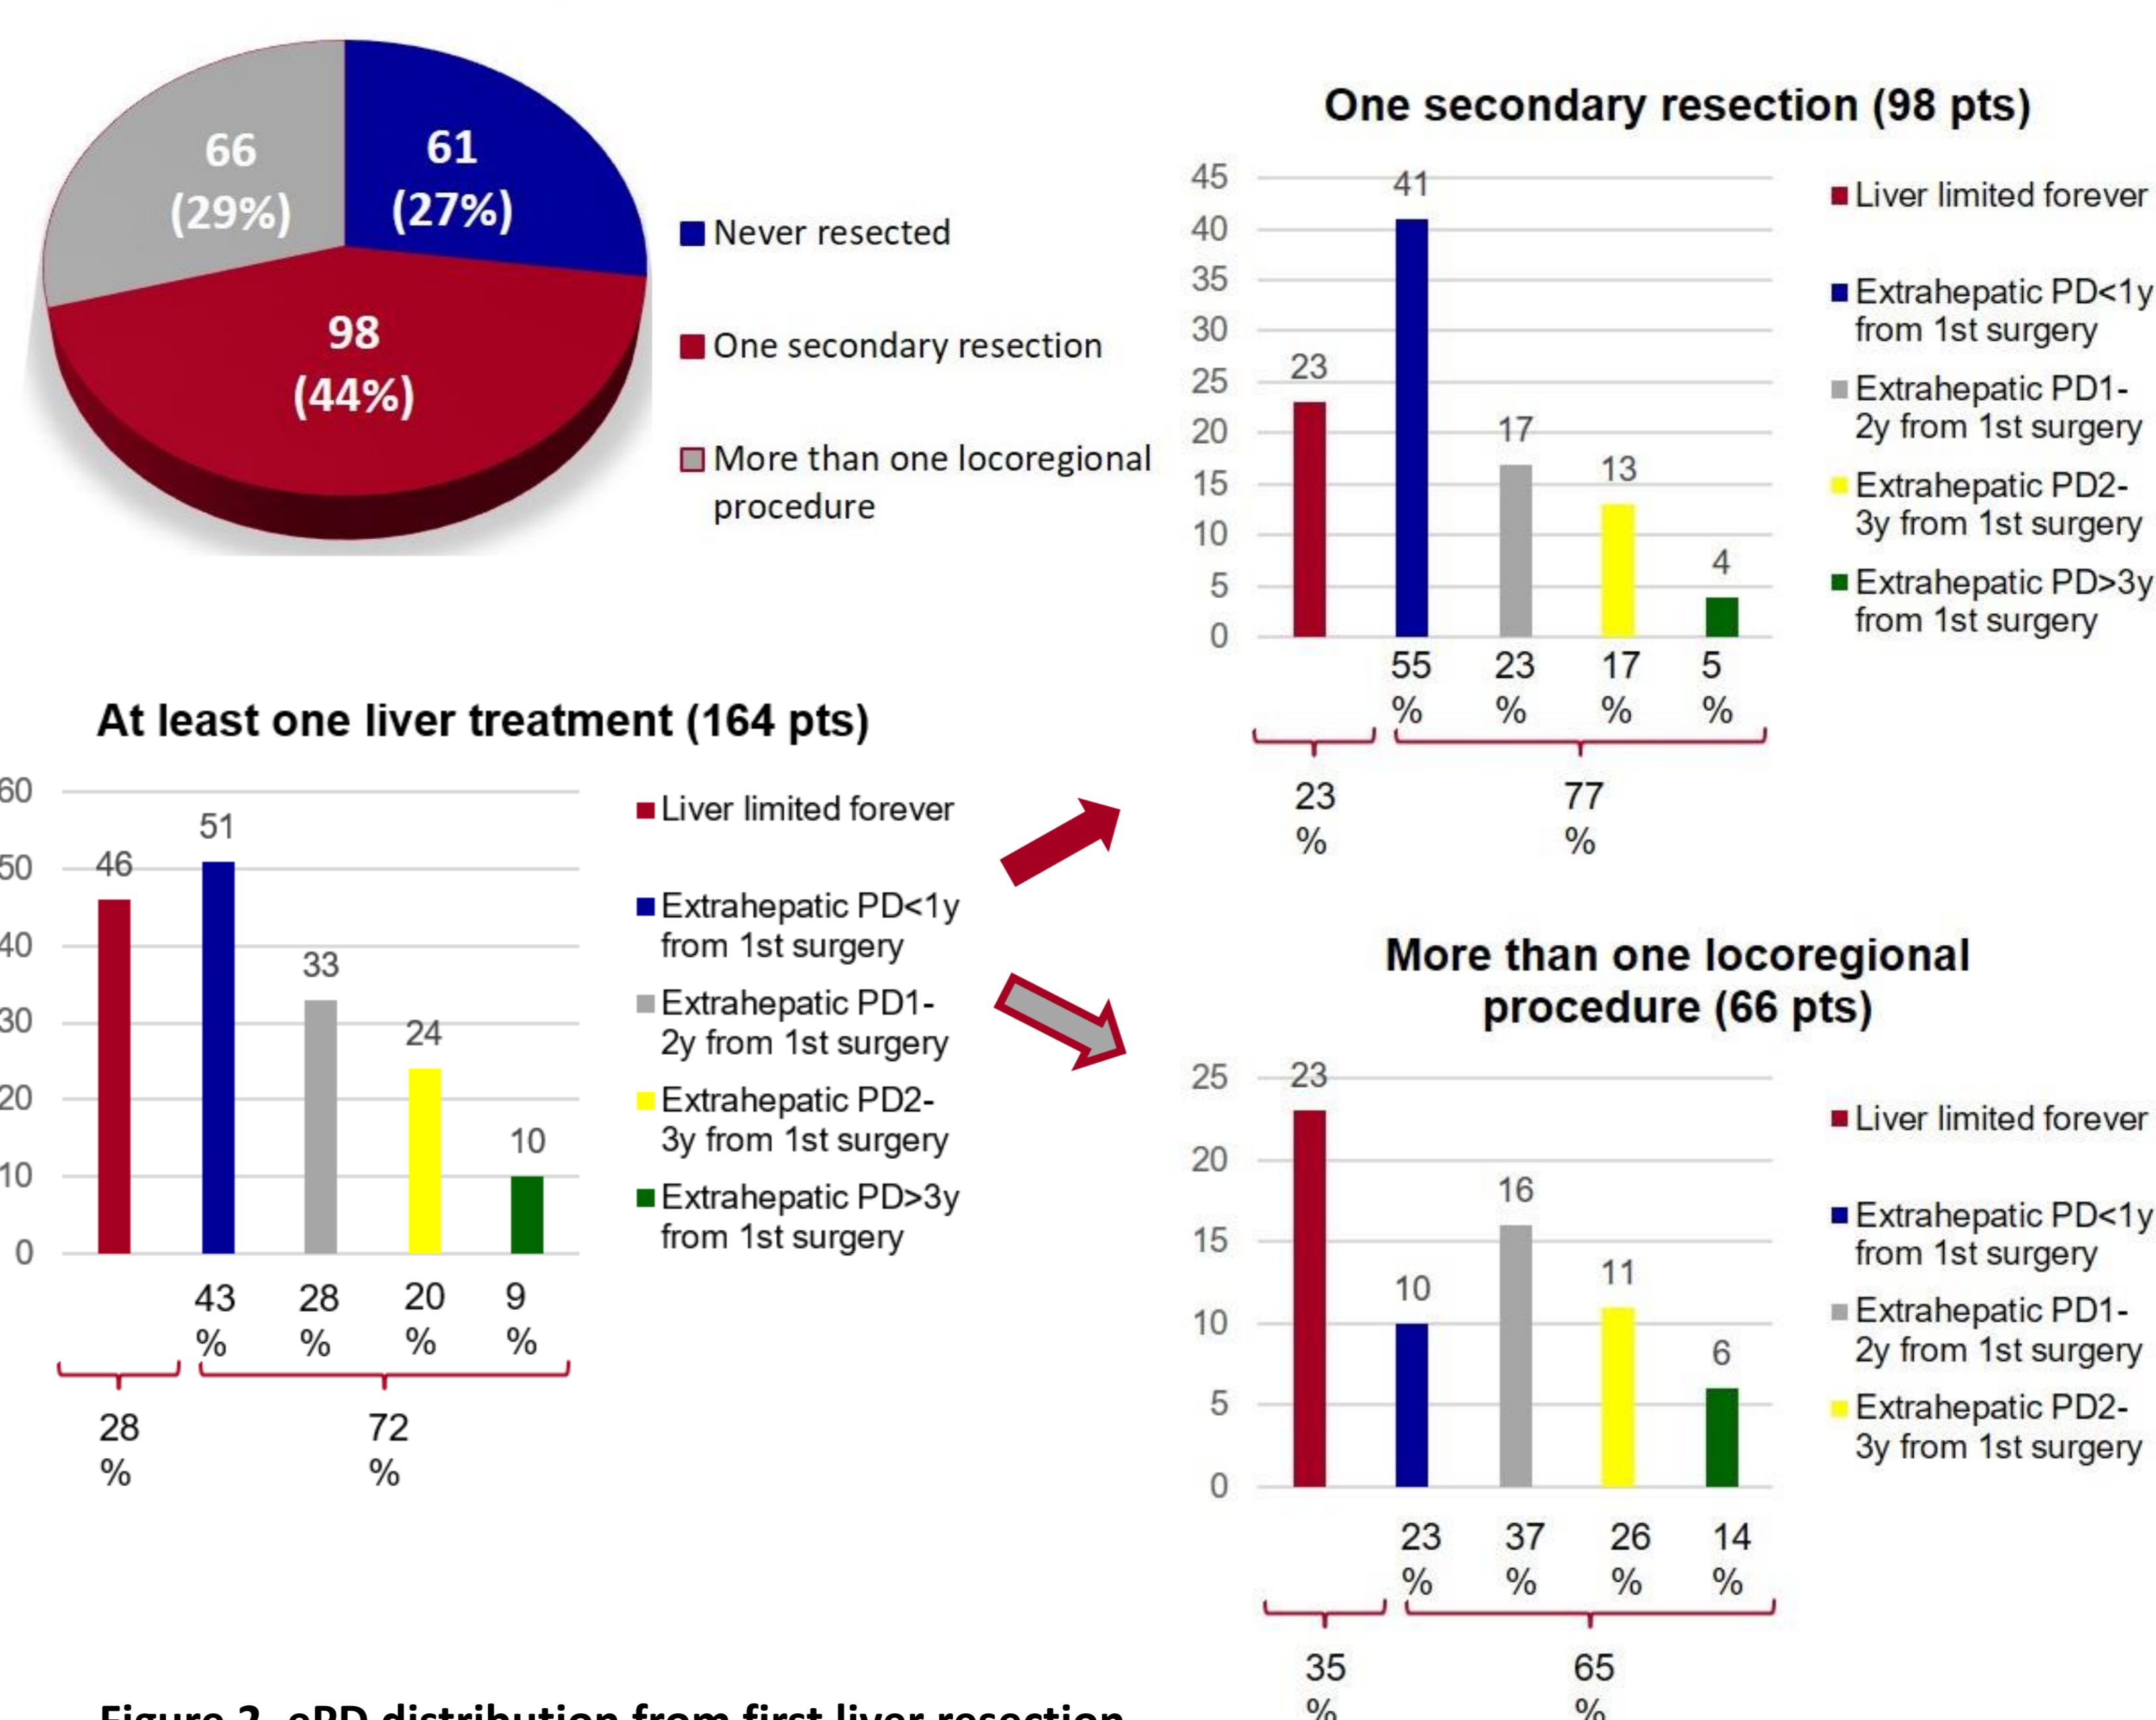 66
(29%)
61
(27%)
98
(44%)
Never resected
One secondary resection
More than one locoregional
procedure
One secondary resection (98 pts)
45
40
35
30
25
20
15
10
5
0
23
41
17
13
4
55
%
23
%
17
%
5
%
23
%
77
%
Liver limited forever
Extrahepatic PD<1y
from 1st surgery
Extrahepatic PD1-
2y from 1st surgery
Extrahepatic PD2-
3y from 1st surgery
Extrahepatic PD>3y
from 1st surgery
At least one liver treatment (164 pts)
60
50
40
30
20
10
0
46
51
33
24
10
43
%
28
%
20
%
9
%
28
%
72
%
Liver limited forever
Extrahepatic PD<1y
from 1st surgery
Extrahepatic PD1-
2y from 1st surgery
Extrahepatic PD2-
3y from 1st surgery
Extrahepatic PD>3y
from 1st surgery
More than one locoregional
procedure (66 pts)
25
20
15
10
5
0
23
10
16
11
6
23
%
37
%
26
%
14
%
35
%
65
%
Liver limited forever
Extrahepatic PD<1y
from 1st surgery
Extrahepatic PD1-
2y from 1st surgery
Extrahepatic PD2-
3y from 1st surgery
Figure 2. ePD distribution from first liver resection